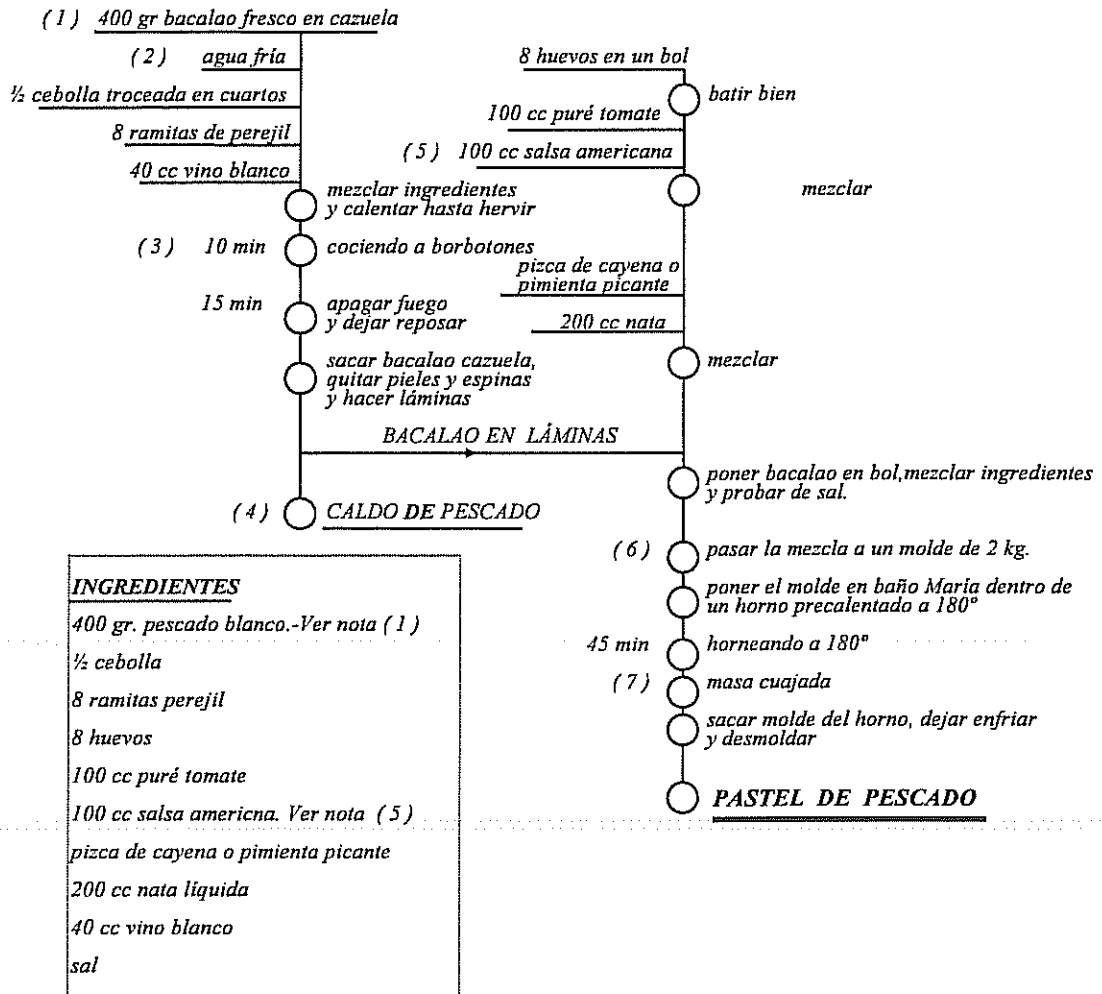 ( 1 ) 400 gr bacalao fresco en cazuela
( 2 ) agua fría
½ cebolla troceada en cuartos
8 ramitas de perejil
40 cc vino blanco
mezclar ingredientes
y calentar hasta hervir
( 3 ) 10 min cociendo a borbotones
15 min apagar fuego
y dejar reposar
sacar bacalao cazuela,
quitar pieles y espinas
y hacer láminas
BACALAO EN LÁMINAS
( 4 ) CALDO DE PESCADO
8 huevos en un bol
batir bien
100 cc puré tomate
( 5 ) 100 cc salsa americana
mezclar
pizca de cayena o
pimienta picante
200 cc nata
mezclar
poner bacalao en bol,mezclar ingredientes
y probar de sal.
( 6 ) pasar la mezcla a un molde de 2 kg.
poner el molde en baño María dentro de
un horno precalentado a 180º
45 min horneando a 180º
( 7 ) masa cuajada
sacar molde del horno, dejar enfriar
y desmoldar
PASTEL DE PESCADO
INGREDIENTES
400 gr. pescado blanco.-Ver nota ( 1 )
½ cebolla
8 ramitas perejil
8 huevos
100 cc puré tomate
100 cc salsa americna. Ver nota ( 5 )
pizca de cayena o pimienta picante
200 cc nata líquida
40 cc vino blanco
sal